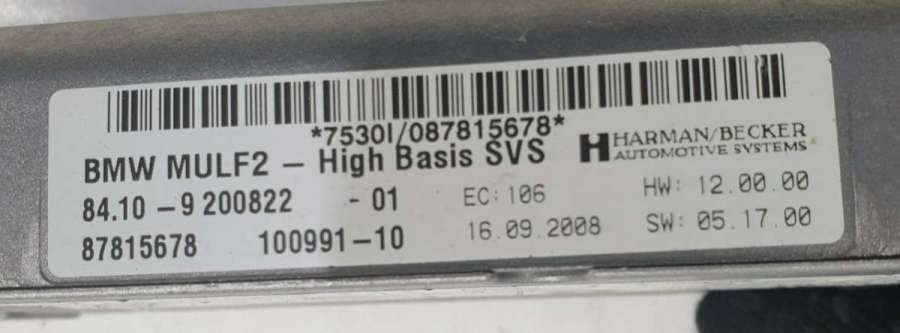 *7530I/087815678*
BMW MULF2 – High Basis SVS
HARMAN/BECKER
AUTOMOTIVE SYSTEMS
84.10 – 9 200822 - 01
EC: 106
HW: 12.00.00
87815678 100991–10
16.09.2008
SW: 05.17.00